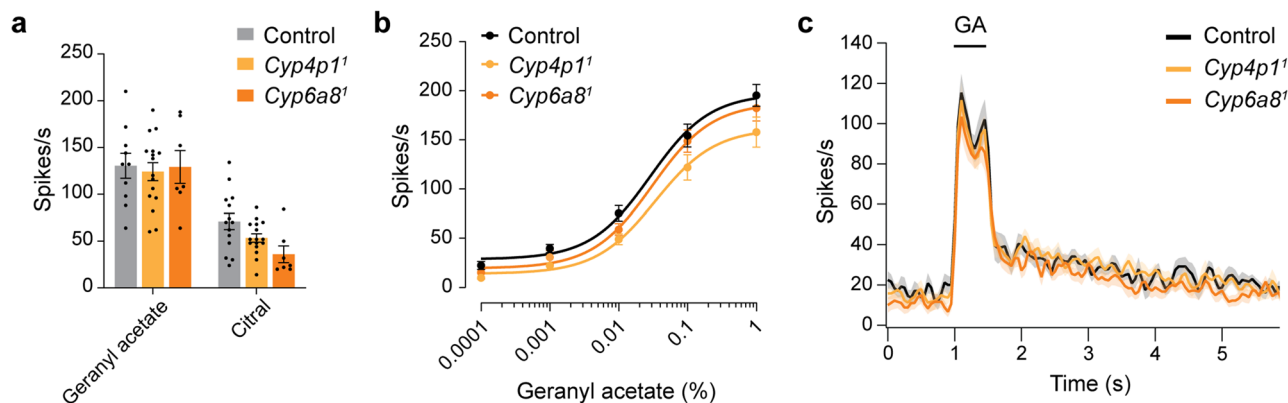 a
Control
Cyp4p1¹
Cyp6a8¹
250
200
150
100
50
0
Spikes/s
Geranyl acetate
Citral
b
Control
Cyp4p1¹
Cyp6a8¹
250
200
150
100
50
0
Spikes/s
0.0001
0.001
0.01
0.1
1
Geranyl acetate (%)
c
GA
Control
Cyp4p1¹
Cyp6a8¹
140
120
100
80
60
40
20
0
Spikes/s
0 1 2 3 4 5
Time (s)